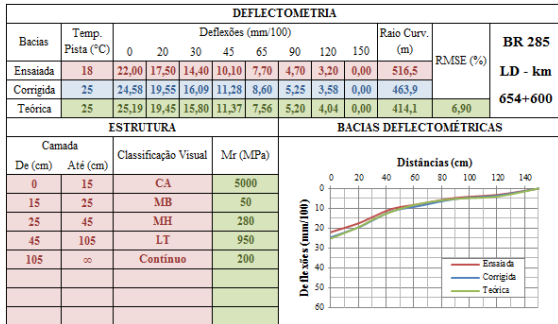 DEFLECTOMETRIA
Bacias Temp. Pista (°C) Deflexões (mm/100) Raio Curv. (m) RMSE (%) BR 285 LD - km 654+600
0 20 30 45 65 90 120 150
Ensaiada 18 22,00 17,50 14,40 10,10 7,70 4,70 3,20 0,00 516,5
Corrigida 25 24,58 19,55 16,09 11,28 8,60 5,25 3,58 0,00 463,9
Teórica 25 25,19 19,45 15,80 11,37 7,56 5,20 4,04 0,00 414,1 6,90
ESTRUTURA
Camada Classificação Visual Mr (MPa)
De (cm) Até (cm)
0 15 CA 5000
15 25 MB 50
25 45 MH 280
45 105 LT 950
105 ∞ Contínuo 200
BACIAS DEFLECTOMÉTRICAS
Distâncias (cm)
0 20 40 60 80 100 120 140
Deflexões (mm/100)
0
10
20
30
40
50
60
Ensaiada
Corrigida
Teórica